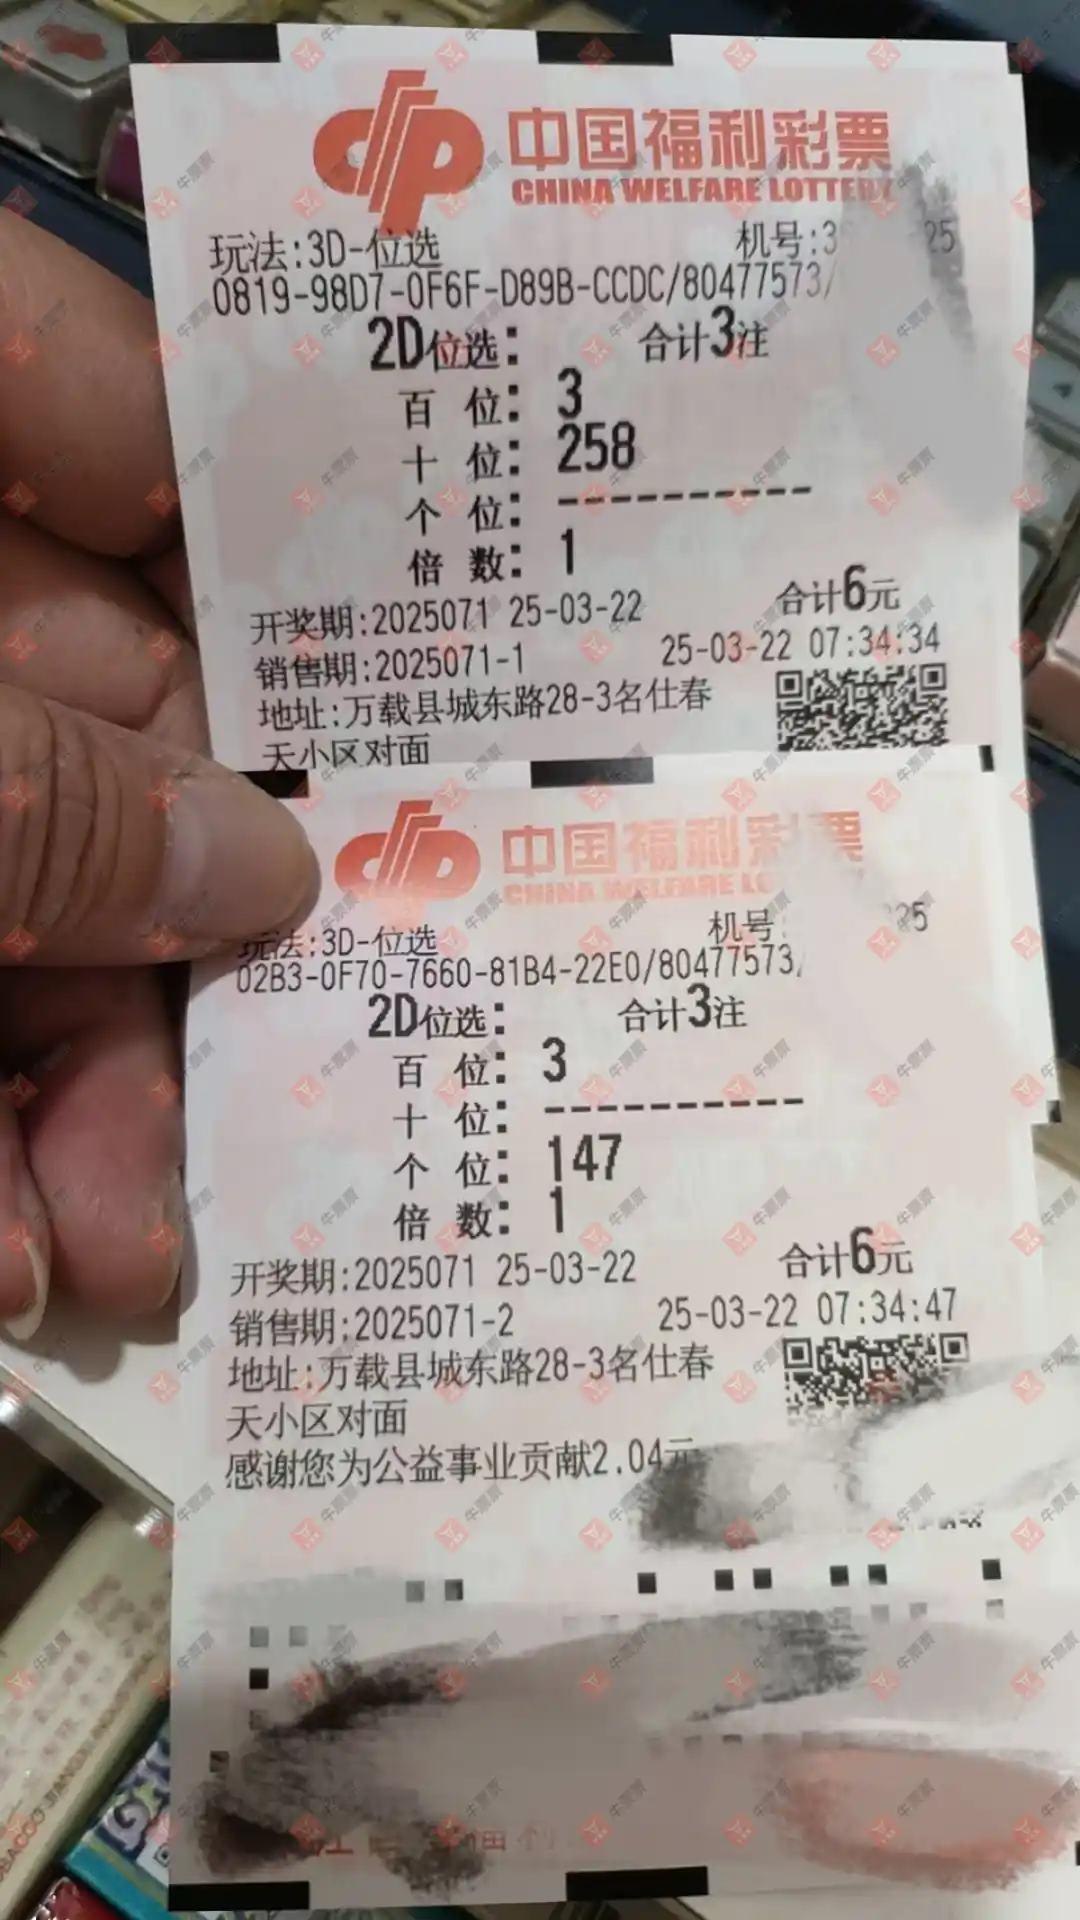 中国福利彩票
CHINA WELFARE LOTTERY
玩法:3D-位选 机号:3 25
0819-98D7-0F6F-D89B-CCDC/80477573/
2D位选: 合计3注
百 位: 3
十 位: 258
个 位: ----------
倍 数: 1
合计6元
开奖期:2025071 25-03-22
销售期:2025071-1 25-03-22 07:34:34
地址:万载县城东路28-3名仕春
天小区对面
中国福利彩票
CHINA WELFARE
玩法:3D-位选 机号: 25
02B3-0F70-7660-81B4-22E0/80477573/
2D位选: 合计3注
百 位: 3
十 位: ----------
个 位: 147
倍 数: 1
合计6元
开奖期:2025071 25-03-22
销售期:2025071-2 25-03-22 07:34:47
地址:万载县城东路28-3名仕春
天小区对面
感谢您为公益事业贡献2.04元
牛票票